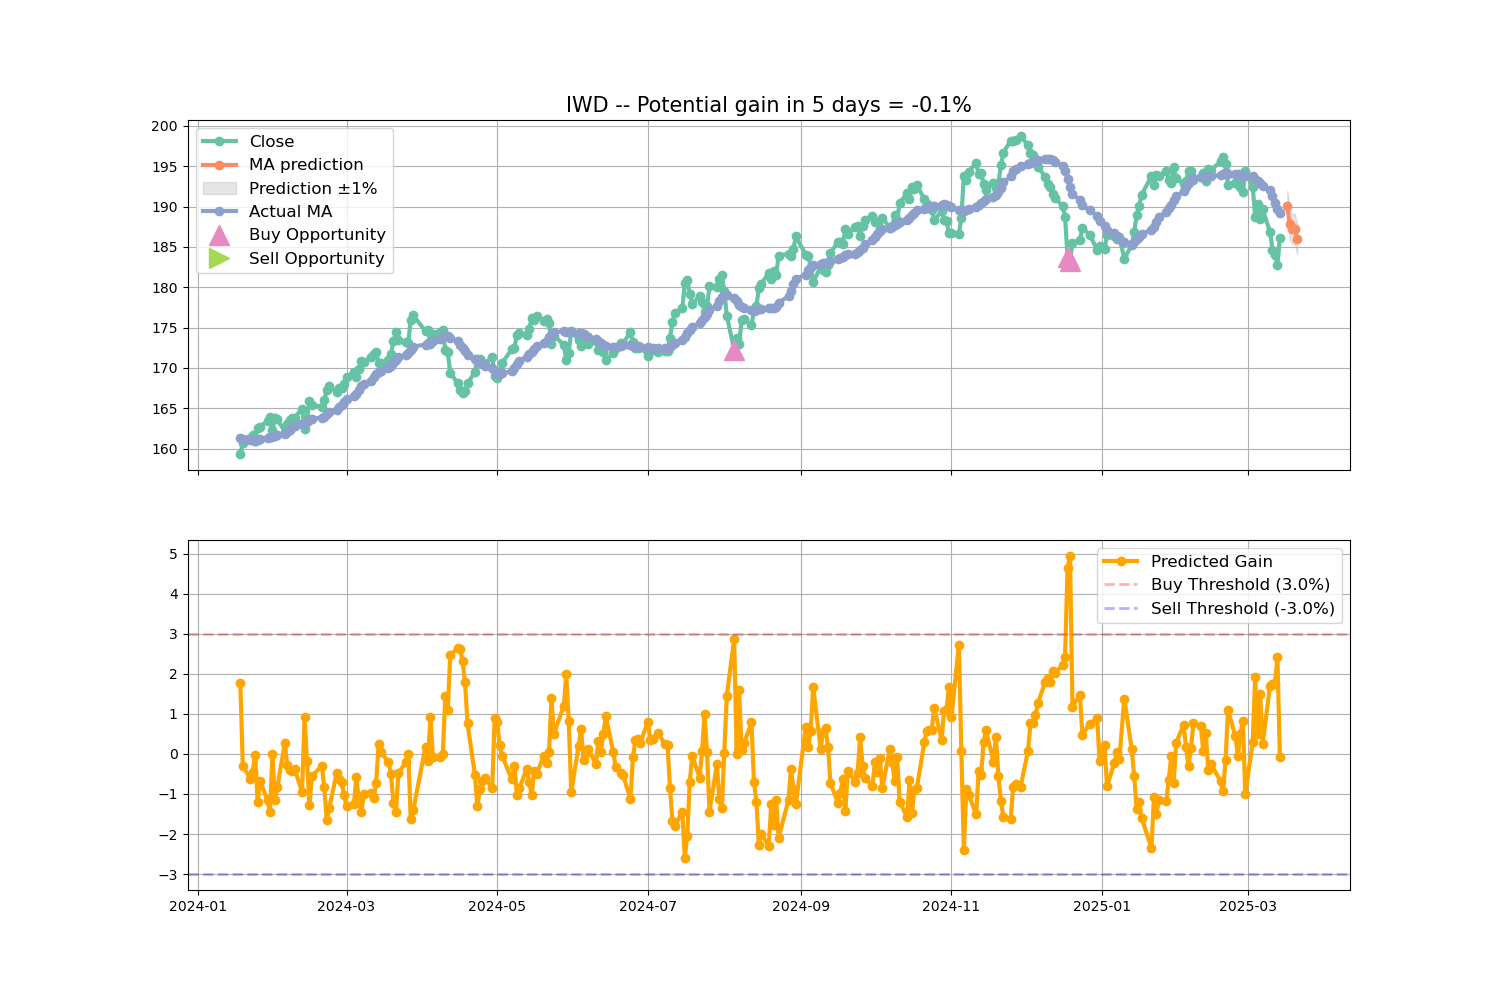 IWD -- Potential gain in 5 days = -0.1%
200
195
190
185
180
175
170
165
160
Close
MA prediction
Prediction ±1%
Actual MA
Buy Opportunity
Sell Opportunity
5
4
3
2
1
0
−1
−2
−3
Predicted Gain
Buy Threshold (3.0%)
Sell Threshold (-3.0%)
2024-01
2024-03
2024-05
2024-07
2024-09
2024-11
2025-01
2025-03